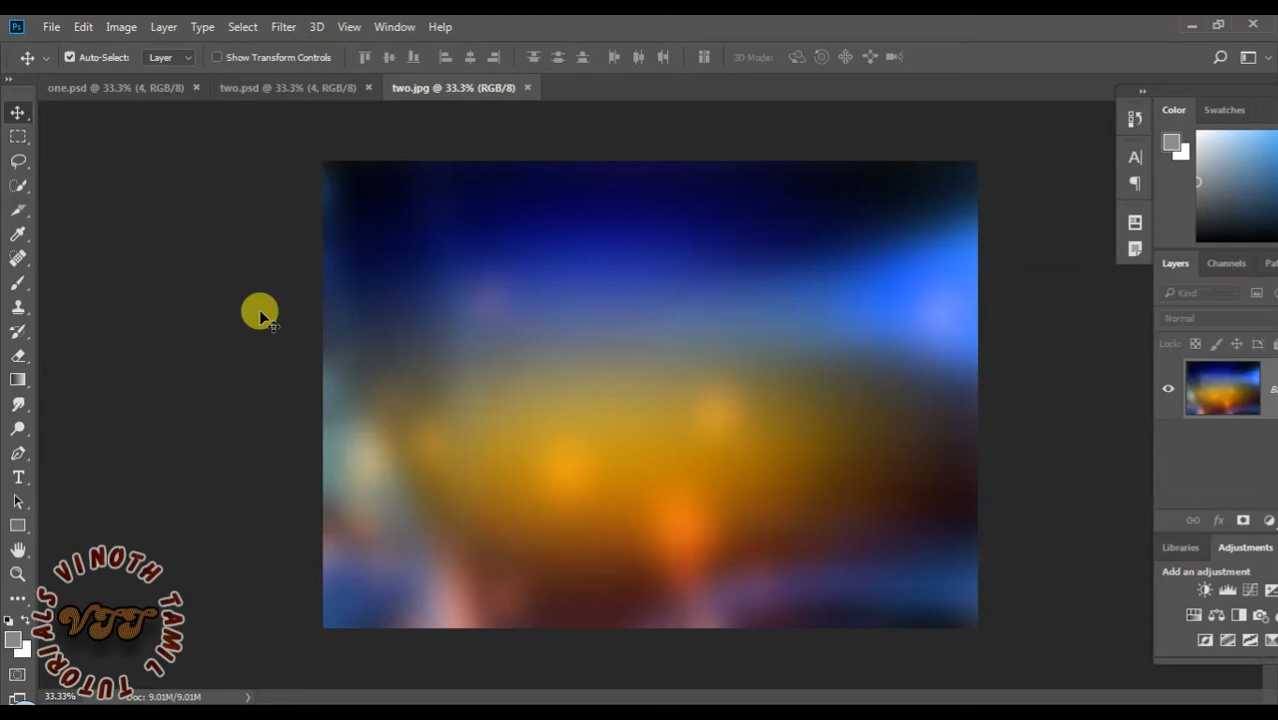 Ps File Edit Image Layer Type Select Filter 3D View Window Help
Auto-Select: Layer Show Transform Controls 3D Mode:
one.psd @ 33.3% (4, RGB/8) × two.psd @ 33.3% (4, RGB/8) × two.jpg @ 33.3% (RGB/8) ×
Color Swatches
Layers Channels Pa
Kind
Normal
Lock:
Libraries Adjustments
Add an adjustment
VINOTH TAMIL TUTORIALS
VTT
33.33% Doc: 9.01M/9.01M